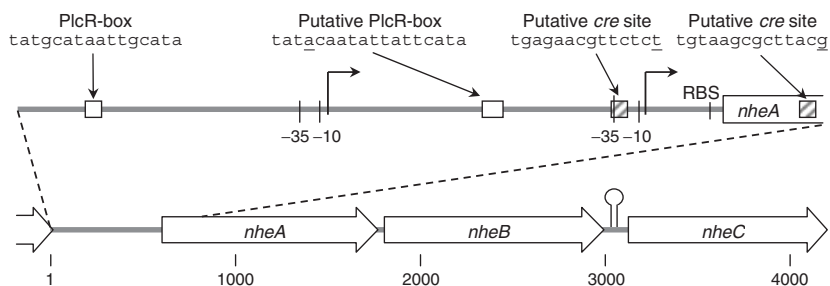 PlcR-box
tatgcataattgcata
Putative PlcR-box
tatacaatattattcata
Putative cre site
tgagaacgttctct
Putative cre site
tgtaagcgcttacg
RBS
nheA
–35 –10
–35 –10
nheA
nheB
nheC
1
1000
2000
3000
4000